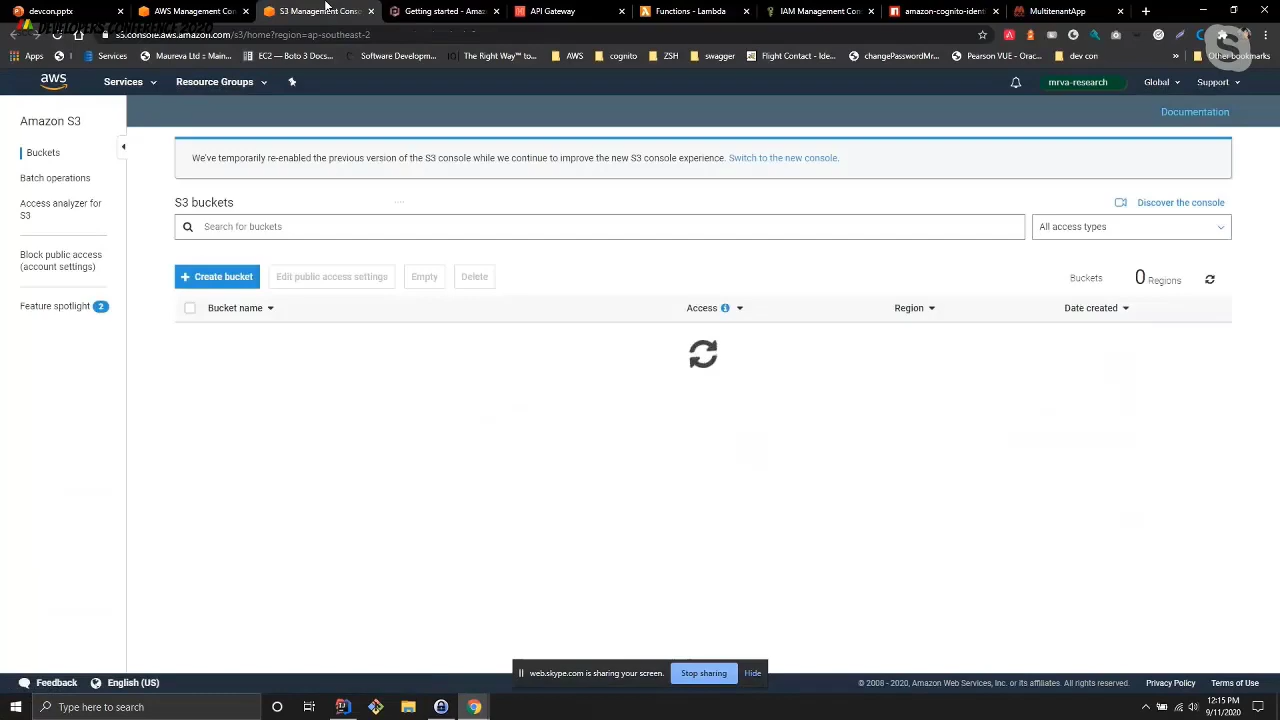 devcon.pptx
AWS Management Con
S3 Management Conso
Getting started - Amaz
API Gateway
Functions - Lambda
IAM Management Con
amazon-cognito-identi
MultitenantApp
DEVELOPERS CONFERENCE 2020
s3.console.aws.amazon.com/s3/home?region=ap-southeast-2
Apps
Services
Maureva Ltd :: Main...
EC2 — Boto 3 Docs...
Software Developm...
The Right Way™ to...
AWS
cognito
ZSH
swagger
Flight Contact - Ide...
changePasswordMr...
Pearson VUE - Orac...
dev con
Other bookmarks
aws
Services
Resource Groups
mrva-research
Global
Support
Amazon S3
Documentation
Buckets
Batch operations
Access analyzer for
S3
Block public access
(account settings)
Feature spotlight 2
We've temporarily re-enabled the previous version of the S3 console while we continue to improve the new S3 console experience. Switch to the new console.
S3 buckets
Discover the console
Search for buckets
All access types
+ Create bucket
Edit public access settings
Empty
Delete
Buckets
0 Regions
Bucket name
Access
Region
Date created
web.skype.com is sharing your screen.
Stop sharing
Hide
Feedback
English (US)
© 2008 - 2020, Amazon Web Services, Inc. or its affiliates. All rights reserved.
Privacy Policy
Terms of Use
Type here to search
12:15 PM
9/11/2020